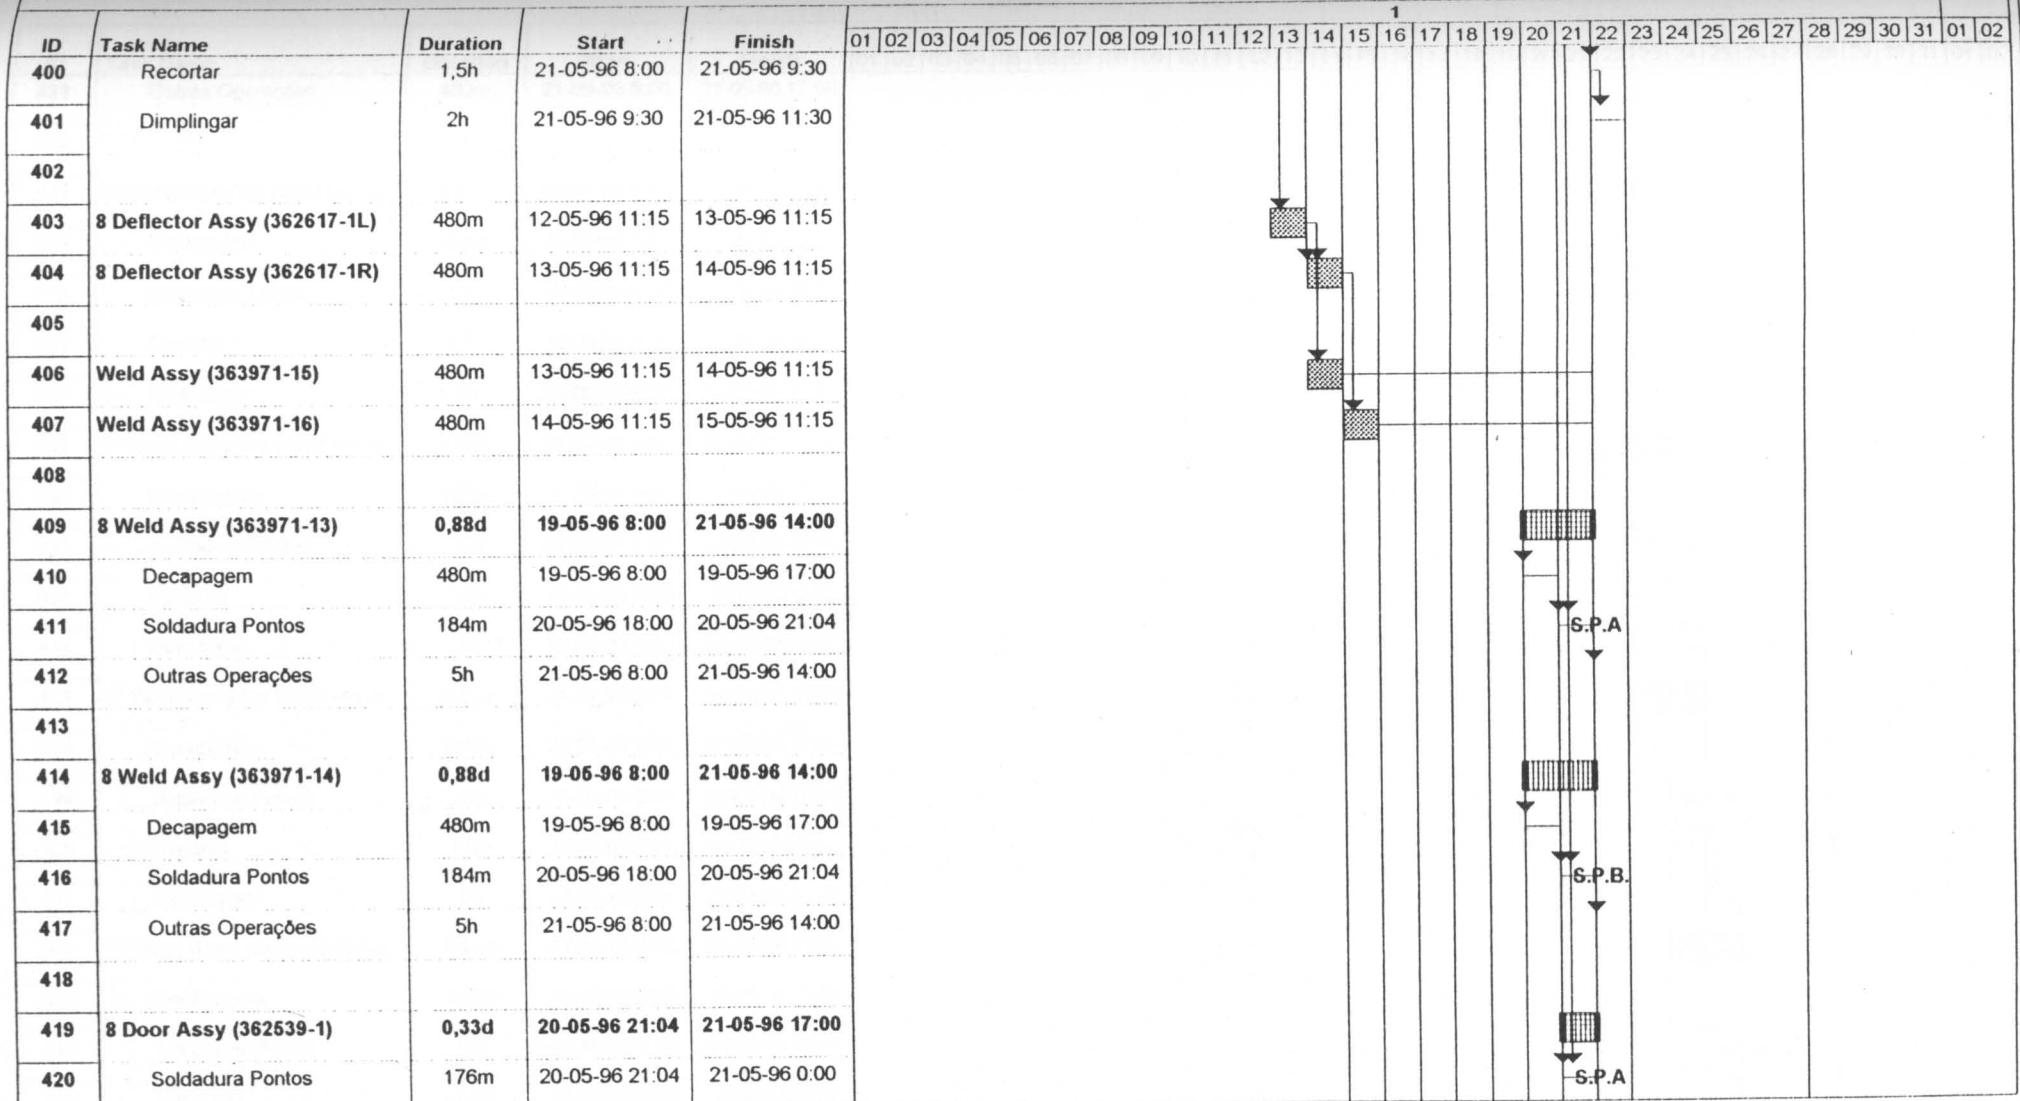 1
ID Task Name Duration Start Finish 01 02 03 04 05 06 07 08 09 10 11 12 13 14 15 16 17 18 19 20 21 22 23 24 25 26 27 28 29 30 31 01 02
400 Recortar 1,5h 21-05-96 8:00 21-05-96 9:30
401 Dimplingar 2h 21-05-96 9:30 21-05-96 11:30
402
403 8 Deflector Assy (362617-1L) 480m 12-05-96 11:15 13-05-96 11:15
404 8 Deflector Assy (362617-1R) 480m 13-05-96 11:15 14-05-96 11:15
405
406 Weld Assy (363971-15) 480m 13-05-96 11:15 14-05-96 11:15
407 Weld Assy (363971-16) 480m 14-05-96 11:15 15-05-96 11:15
408
409 8 Weld Assy (363971-13) 0,88d 19-05-96 8:00 21-05-96 14:00
410 Decapagem 480m 19-05-96 8:00 19-05-96 17:00
411 Soldadura Pontos 184m 20-05-96 18:00 20-05-96 21:04 S.P.A
412 Outras Operações 5h 21-05-96 8:00 21-05-96 14:00
413
414 8 Weld Assy (363971-14) 0,88d 19-05-96 8:00 21-05-96 14:00
415 Decapagem 480m 19-05-96 8:00 19-05-96 17:00
416 Soldadura Pontos 184m 20-05-96 18:00 20-05-96 21:04 S.P.B.
417 Outras Operações 5h 21-05-96 8:00 21-05-96 14:00
418
419 8 Door Assy (362539-1) 0,33d 20-05-96 21:04 21-05-96 17:00
420 Soldadura Pontos 176m 20-05-96 21:04 21-05-96 0:00 S.P.A